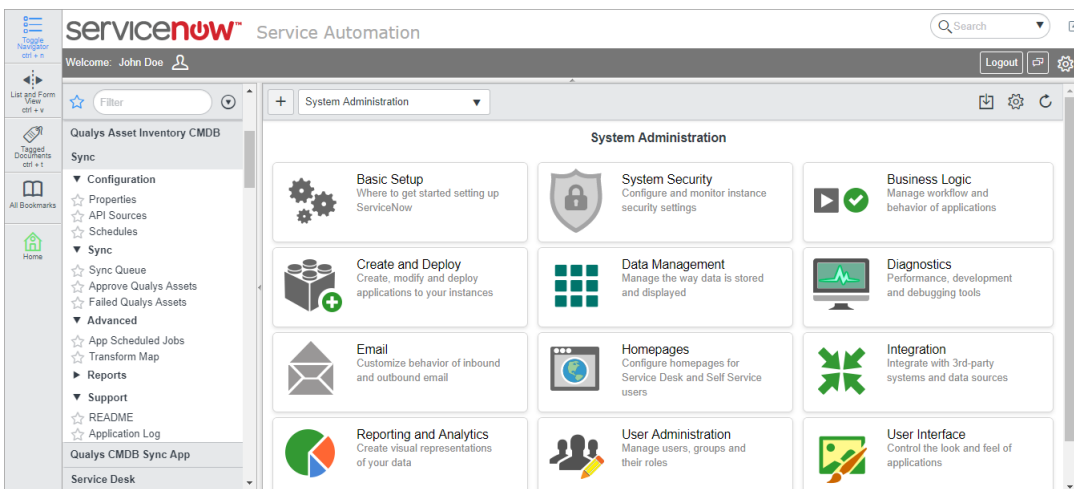 Toggle
Navigator
ctrl + n
List and Form
View
ctrl + v
Tagged
Documents
ctrl + t
All Bookmarks
Home
servicenow™ Service Automation
Search
Welcome: John Doe
Logout
Filter
Qualys Asset Inventory CMDB
Sync
Configuration
Properties
API Sources
Schedules
Sync
Sync Queue
Approve Qualys Assets
Failed Qualys Assets
Advanced
App Scheduled Jobs
Transform Map
Reports
Support
README
Application Log
Qualys CMDB Sync App
Service Desk
System Administration
System Administration
Basic Setup
Where to get started setting up
ServiceNow
System Security
Configure and monitor instance
security settings
Business Logic
Manage workflow and
behavior of applications
Create and Deploy
Create, modify and deploy
applications to your instances
Data Management
Manage the way data is stored
and displayed
Diagnostics
Performance, development
and debugging tools
Email
Customize behavior of inbound
and outbound email
Homepages
Configure homepages for
Service Desk and Self Service
users
Integration
Integrate with 3rd-party
systems and data sources
Reporting and Analytics
Create visual representations
of your data
User Administration
Manage users, groups and
their roles
User Interface
Control the look and feel of
applications